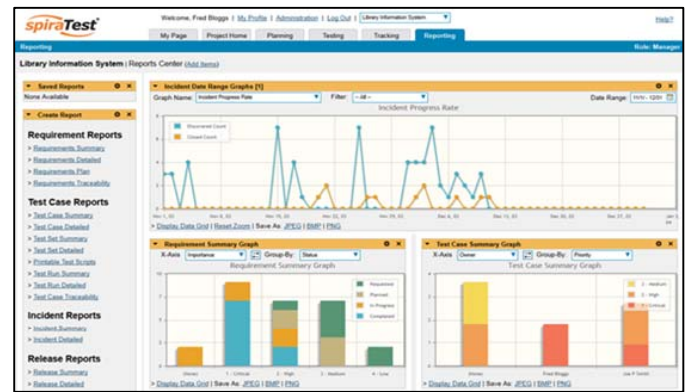 spiraTest
Welcome, Fred Bloggs | My Profile | Administration | Log Out | Library Information System
Help?
My Page Project Home Planning Testing Tracking Reporting
Reporting
Role: Manager
Library Information System | Reports Center (Add Items)
Saved Reports
None Available
Create Report
Requirement Reports
> Requirements Summary
> Requirements Detailed
> Requirements Plan
> Requirements Traceability
Test Case Reports
> Test Case Summary
> Test Case Detailed
> Test Set Summary
> Test Set Detailed
> Printable Test Scripts
> Test Run Summary
> Test Run Detailed
> Test Case Traceability
Incident Reports
> Incident Summary
> Incident Detailed
Release Reports
> Release Summary
> Release Detailed
Incident Date Range Graphs [1]
Graph Name: Incident Progress Rate Filter: -- All -- Date Range:
Incident Progress Rate
Discovered Count
Closed Count
> Display Data Grid | Reset Zoom | Save As: JPEG | BMP | PNG
Requirement Summary Graph
X-Axis Importance Group-By: Status
Requirement Summary Graph
Requested
Planned
In Progress
Completed
(None) 1 - Critical 2 - High 3 - Medium 4 - Low
> Display Data Grid | Save As: JPEG | BMP | PNG
Test Case Summary Graph
X-Axis Owner Group-By: Priority
Test Case Summary Graph
3 - Medium
2 - High
1 - Critical
(None) Fred Bloggs Joe P Smith
> Display Data Grid | Save As: JPEG | BMP | PNG